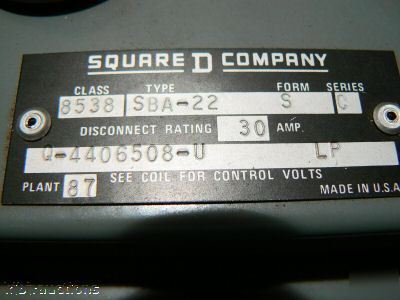 SQUARE D COMPANY
CLASS TYPE FORM SERIES
8538 SBA-22 S C
DISCONNECT RATING 30 AMP.
Q-4406508-U LP
PLANT 87 SEE COIL FOR CONTROL VOLTS
MADE IN U.S.A